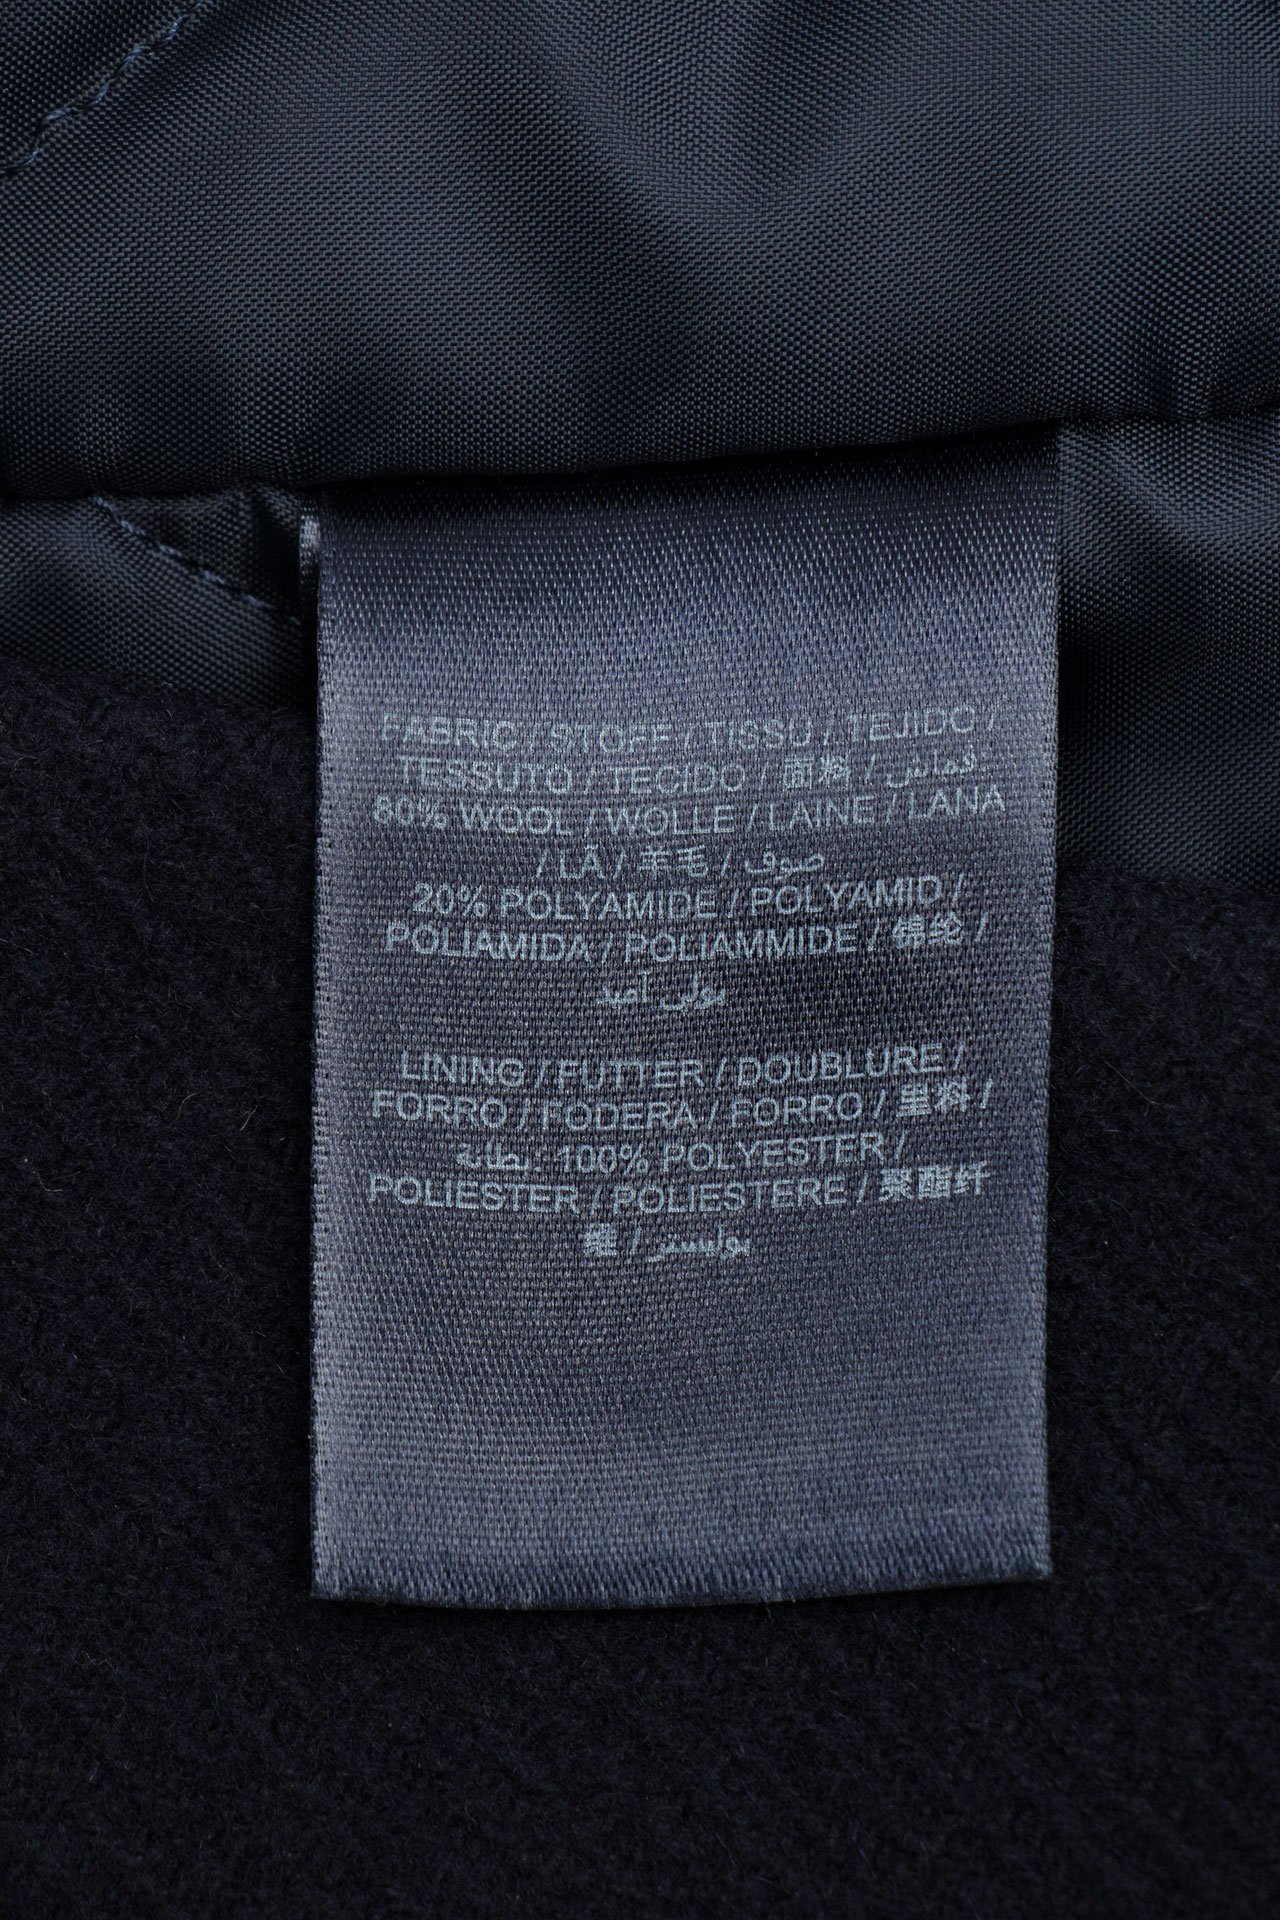 FABRIC / STOFF / TISSU / TEJIDO /
TESSUTO / TECIDO / 面料 / قماش
80% WOOL / WOLLE / LAINE / LANA
/ LÃ / 羊毛 / صوف
20% POLYAMIDE / POLYAMID /
POLIAMIDA / POLIAMMIDE / 锦纶 /
بولي أميد
LINING / FUTTER / DOUBLURE /
FORRO / FODERA / FORRO / 里料 /
بطانة: 100% POLYESTER /
POLIESTER / POLIESTERE / 聚酯纤
维 / بوليستر